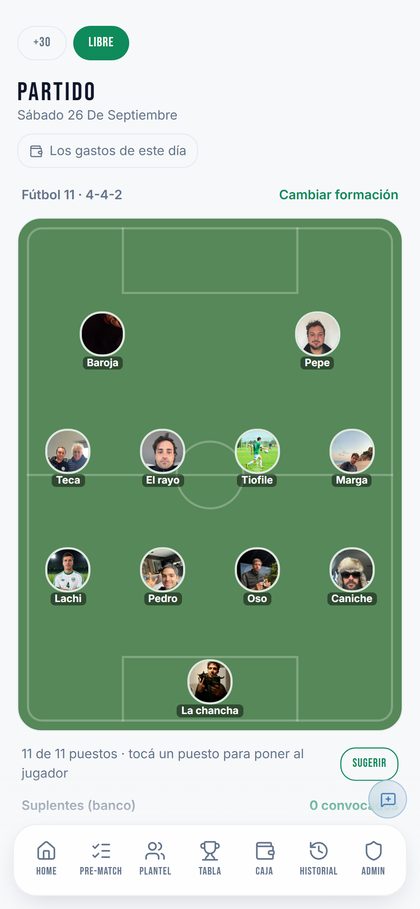 +30 LIBRE
PARTIDO
Sábado 26 De Septiembre
Los gastos de este día
Fútbol 11 · 4-4-2 Cambiar formación
Baroja Pepe
Teca El rayo Tiofile Marga
Lachi Pedro Oso Caniche
La chancha
11 de 11 puestos · tocá un puesto para poner al
jugador
SUGERIR
Suplentes (banco) 0 convoca
HOME PRE-MATCH PLANTEL TABLA CAJA HISTORIAL ADMIN